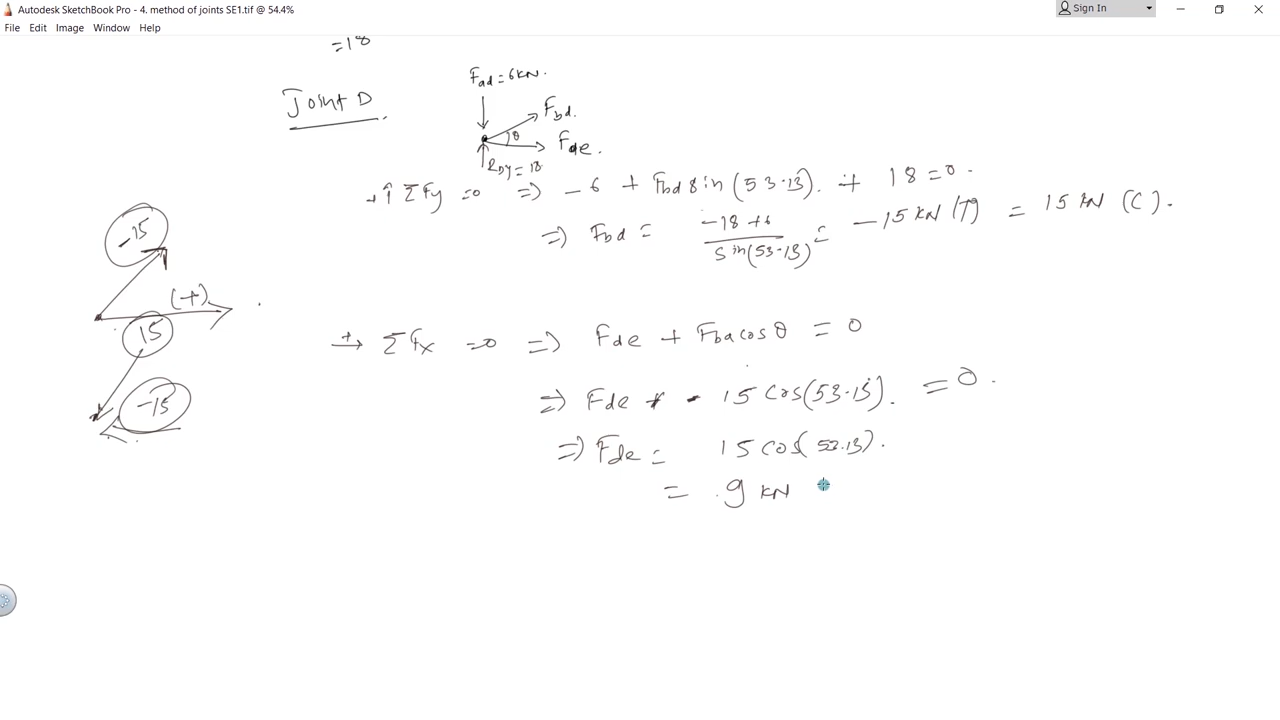 Autodesk SketchBook Pro - 4. method of joints SE1.tif @ 54.4%
Sign In
File Edit Image Window Help
=18
Joint D
Fad = 6kN.
Fbd.
θ
Fde.
RDY = 18
+↑ ΣFy =0 => -6 + Fbd sin(53.13). + 18 = 0.
=> Fbd = (-18 +6)/sin(53.13) = -15 kN (T) = 15 kN (C).
-15
(+)
15
-15
+→ ΣFx =0 => Fde + Fba cosθ = 0
=> Fde + - 15 cos(53.13). = 0.
=> Fde = 15 cos(53.13).
= 9 kN